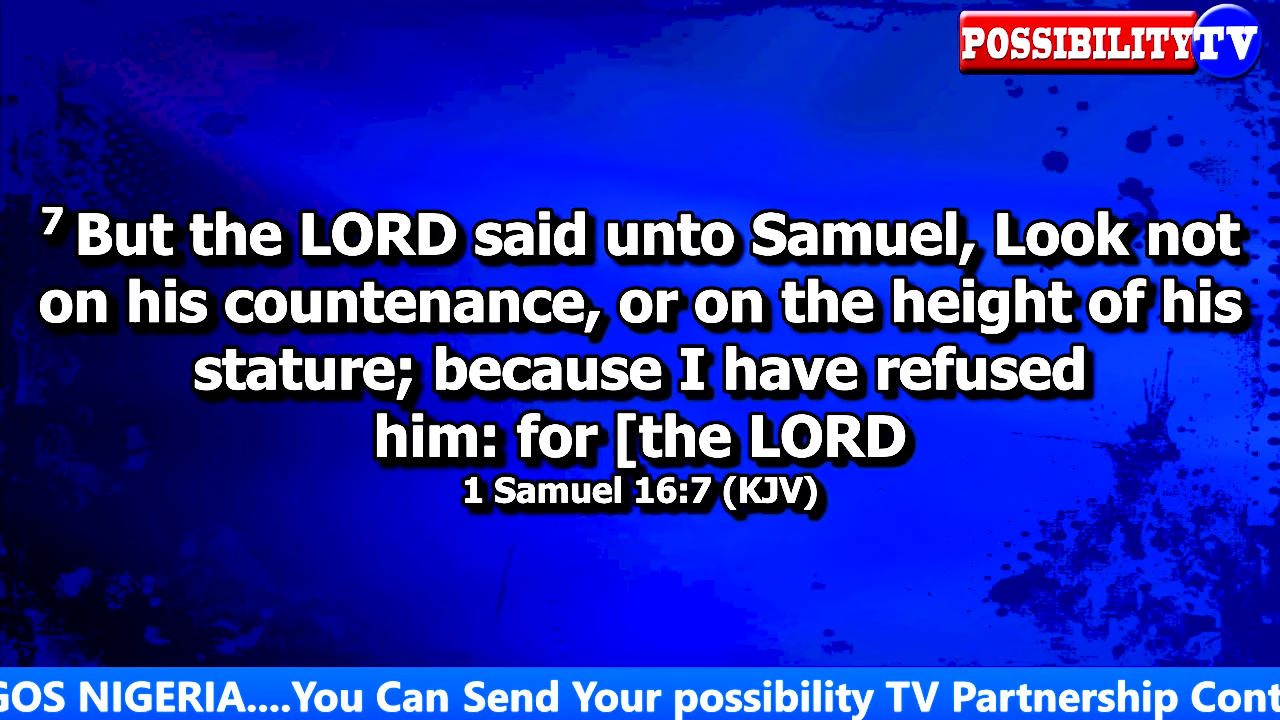 POSSIBILITY TV
7 But the LORD said unto Samuel, Look not
on his countenance, or on the height of his
stature; because I have refused
him: for [the LORD
1 Samuel 16:7 (KJV)
GOS NIGERIA....You Can Send Your possibility TV Partnership Cont